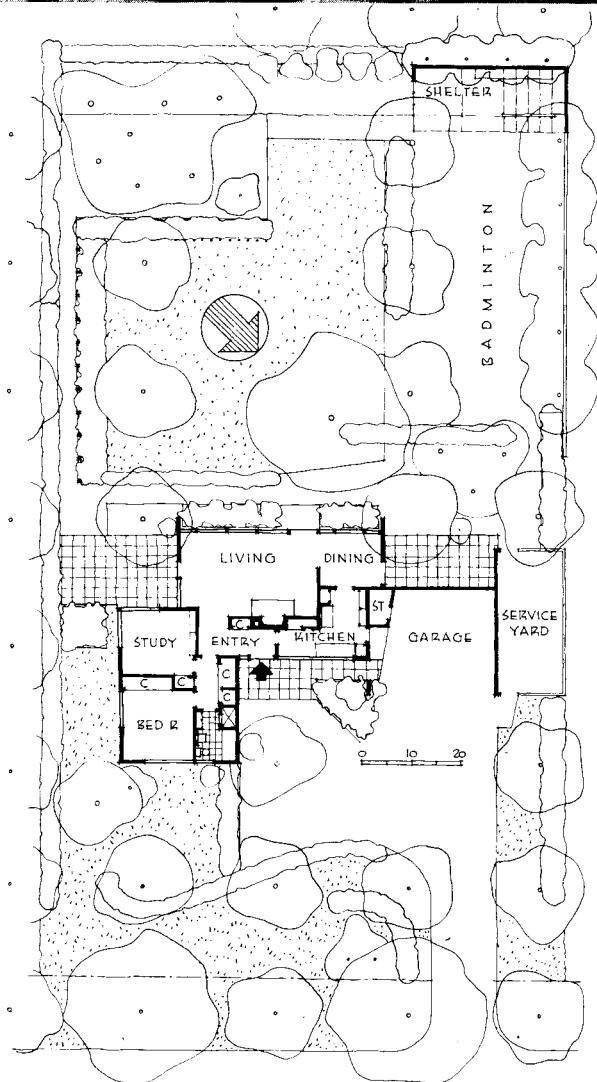 SHELTER
BADMINTON
LIVING
DINING
ST
SERVICE
YARD
STUDY
C
ENTRY
KITCHEN
GARAGE
C
C
C
C
BED R
0 10 20